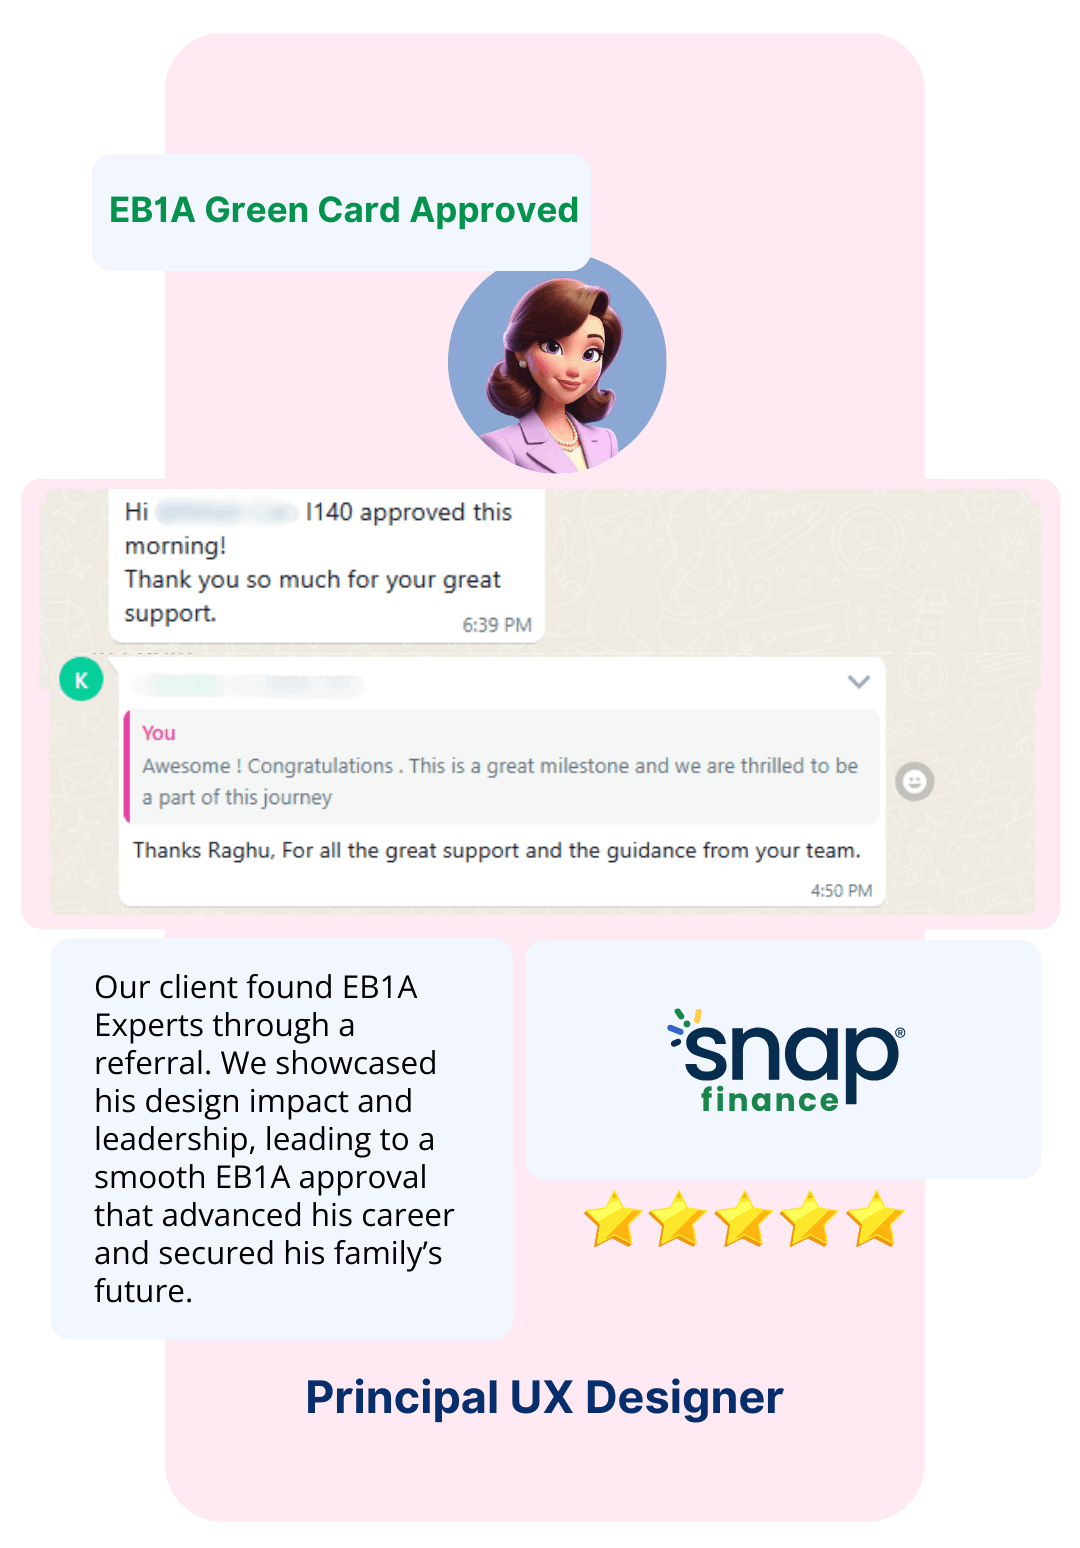 EB1A Green Card Approved
Hi I140 approved this
morning!
Thank you so much for your great
support.
6:39 PM
K
You
Awesome ! Congratulations . This is a great milestone and we are thrilled to be
a part of this journey
Thanks Raghu, For all the great support and the guidance from your team.
4:50 PM
Our client found EB1A
Experts through a
referral. We showcased
his design impact and
leadership, leading to a
smooth EB1A approval
that advanced his career
and secured his family’s
future.
snap®
finance
Principal UX Designer